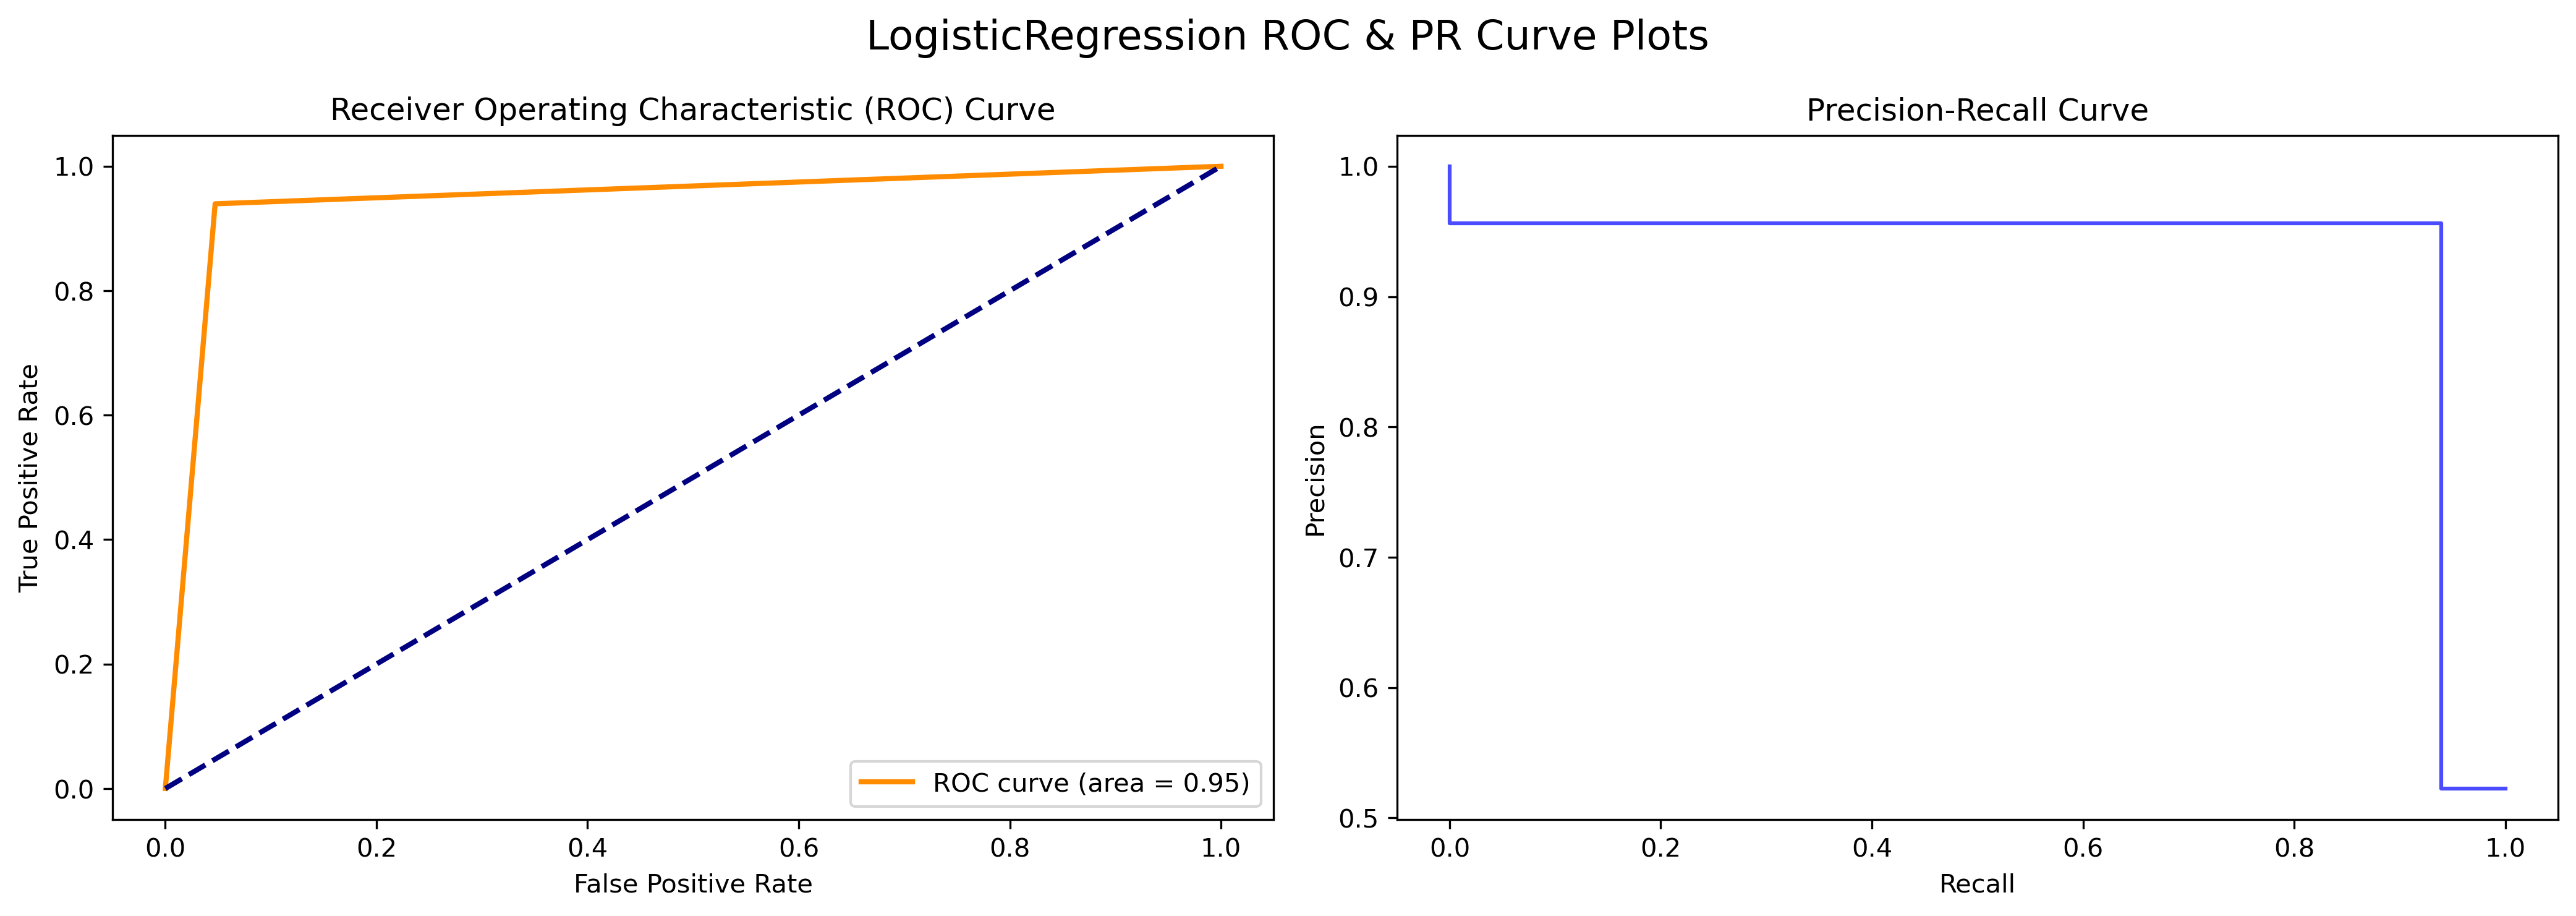 LogisticRegression ROC & PR Curve Plots
Receiver Operating Characteristic (ROC) Curve
True Positive Rate
1.0
0.8
0.6
0.4
0.2
0.0
ROC curve (area = 0.95)
0.0 0.2 0.4 0.6 0.8 1.0
False Positive Rate
Precision-Recall Curve
Precision
1.0
0.9
0.8
0.7
0.6
0.5
0.0 0.2 0.4 0.6 0.8 1.0
Recall